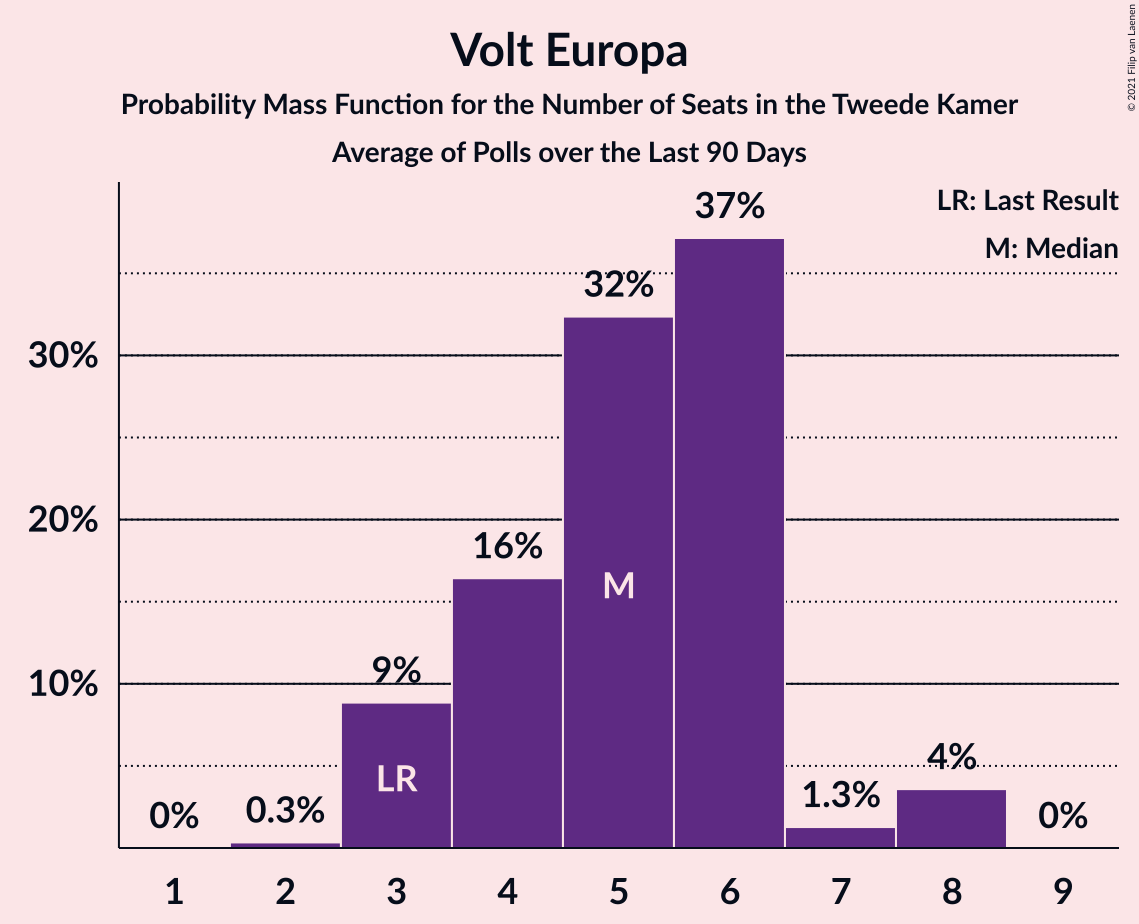 Volt Europa
Probability Mass Function for the Number of Seats in the Tweede Kamer
Average of Polls over the Last 90 Days
© 2021 Filip van Laenen
LR: Last Result
M: Median
37%
32%
30%
20%
16%
M
10%
9%
LR
4%
1.3%
0%
0.3%
0%
1 2 3 4 5 6 7 8 9